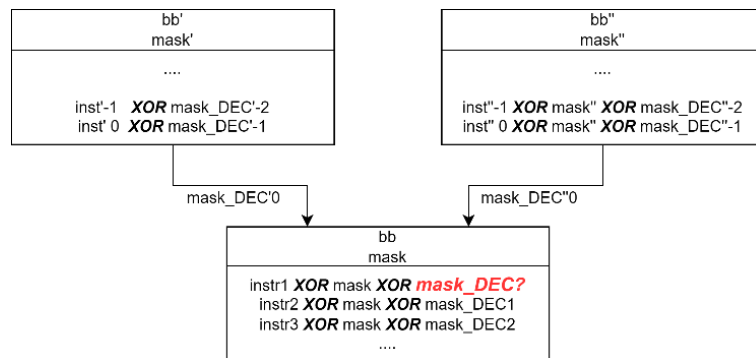 bb'
mask'
....
inst'-1 XOR mask_DEC'-2
inst' 0 XOR mask_DEC'-1
bb"
mask"
....
inst"-1 XOR mask" XOR mask_DEC"-2
inst" 0 XOR mask" XOR mask_DEC"-1
mask_DEC'0
mask_DEC"0
bb
mask
instr1 XOR mask XOR mask_DEC?
instr2 XOR mask XOR mask_DEC1
instr3 XOR mask XOR mask_DEC2
....